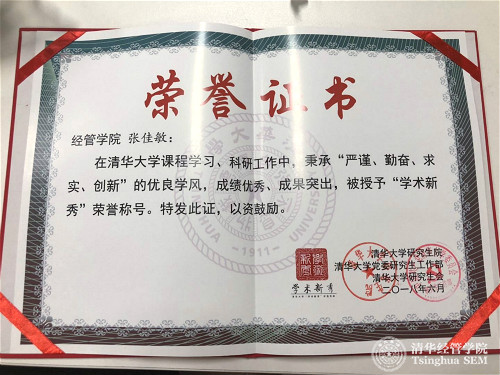 荣誉证书
经管学院 张佳敏：
在清华大学课程学习、科研工作中，秉承“严谨、勤奋、求
实、创新”的优良学风，成绩优秀、成果突出，被授予“学术新
秀”荣誉称号。特发此证，以资鼓励。
-1911-
学术新秀
清华大学研究生院
清华大学党委研究生工作部
清华大学研究生会
二〇一八年六月
清华经管学院
Tsinghua SEM